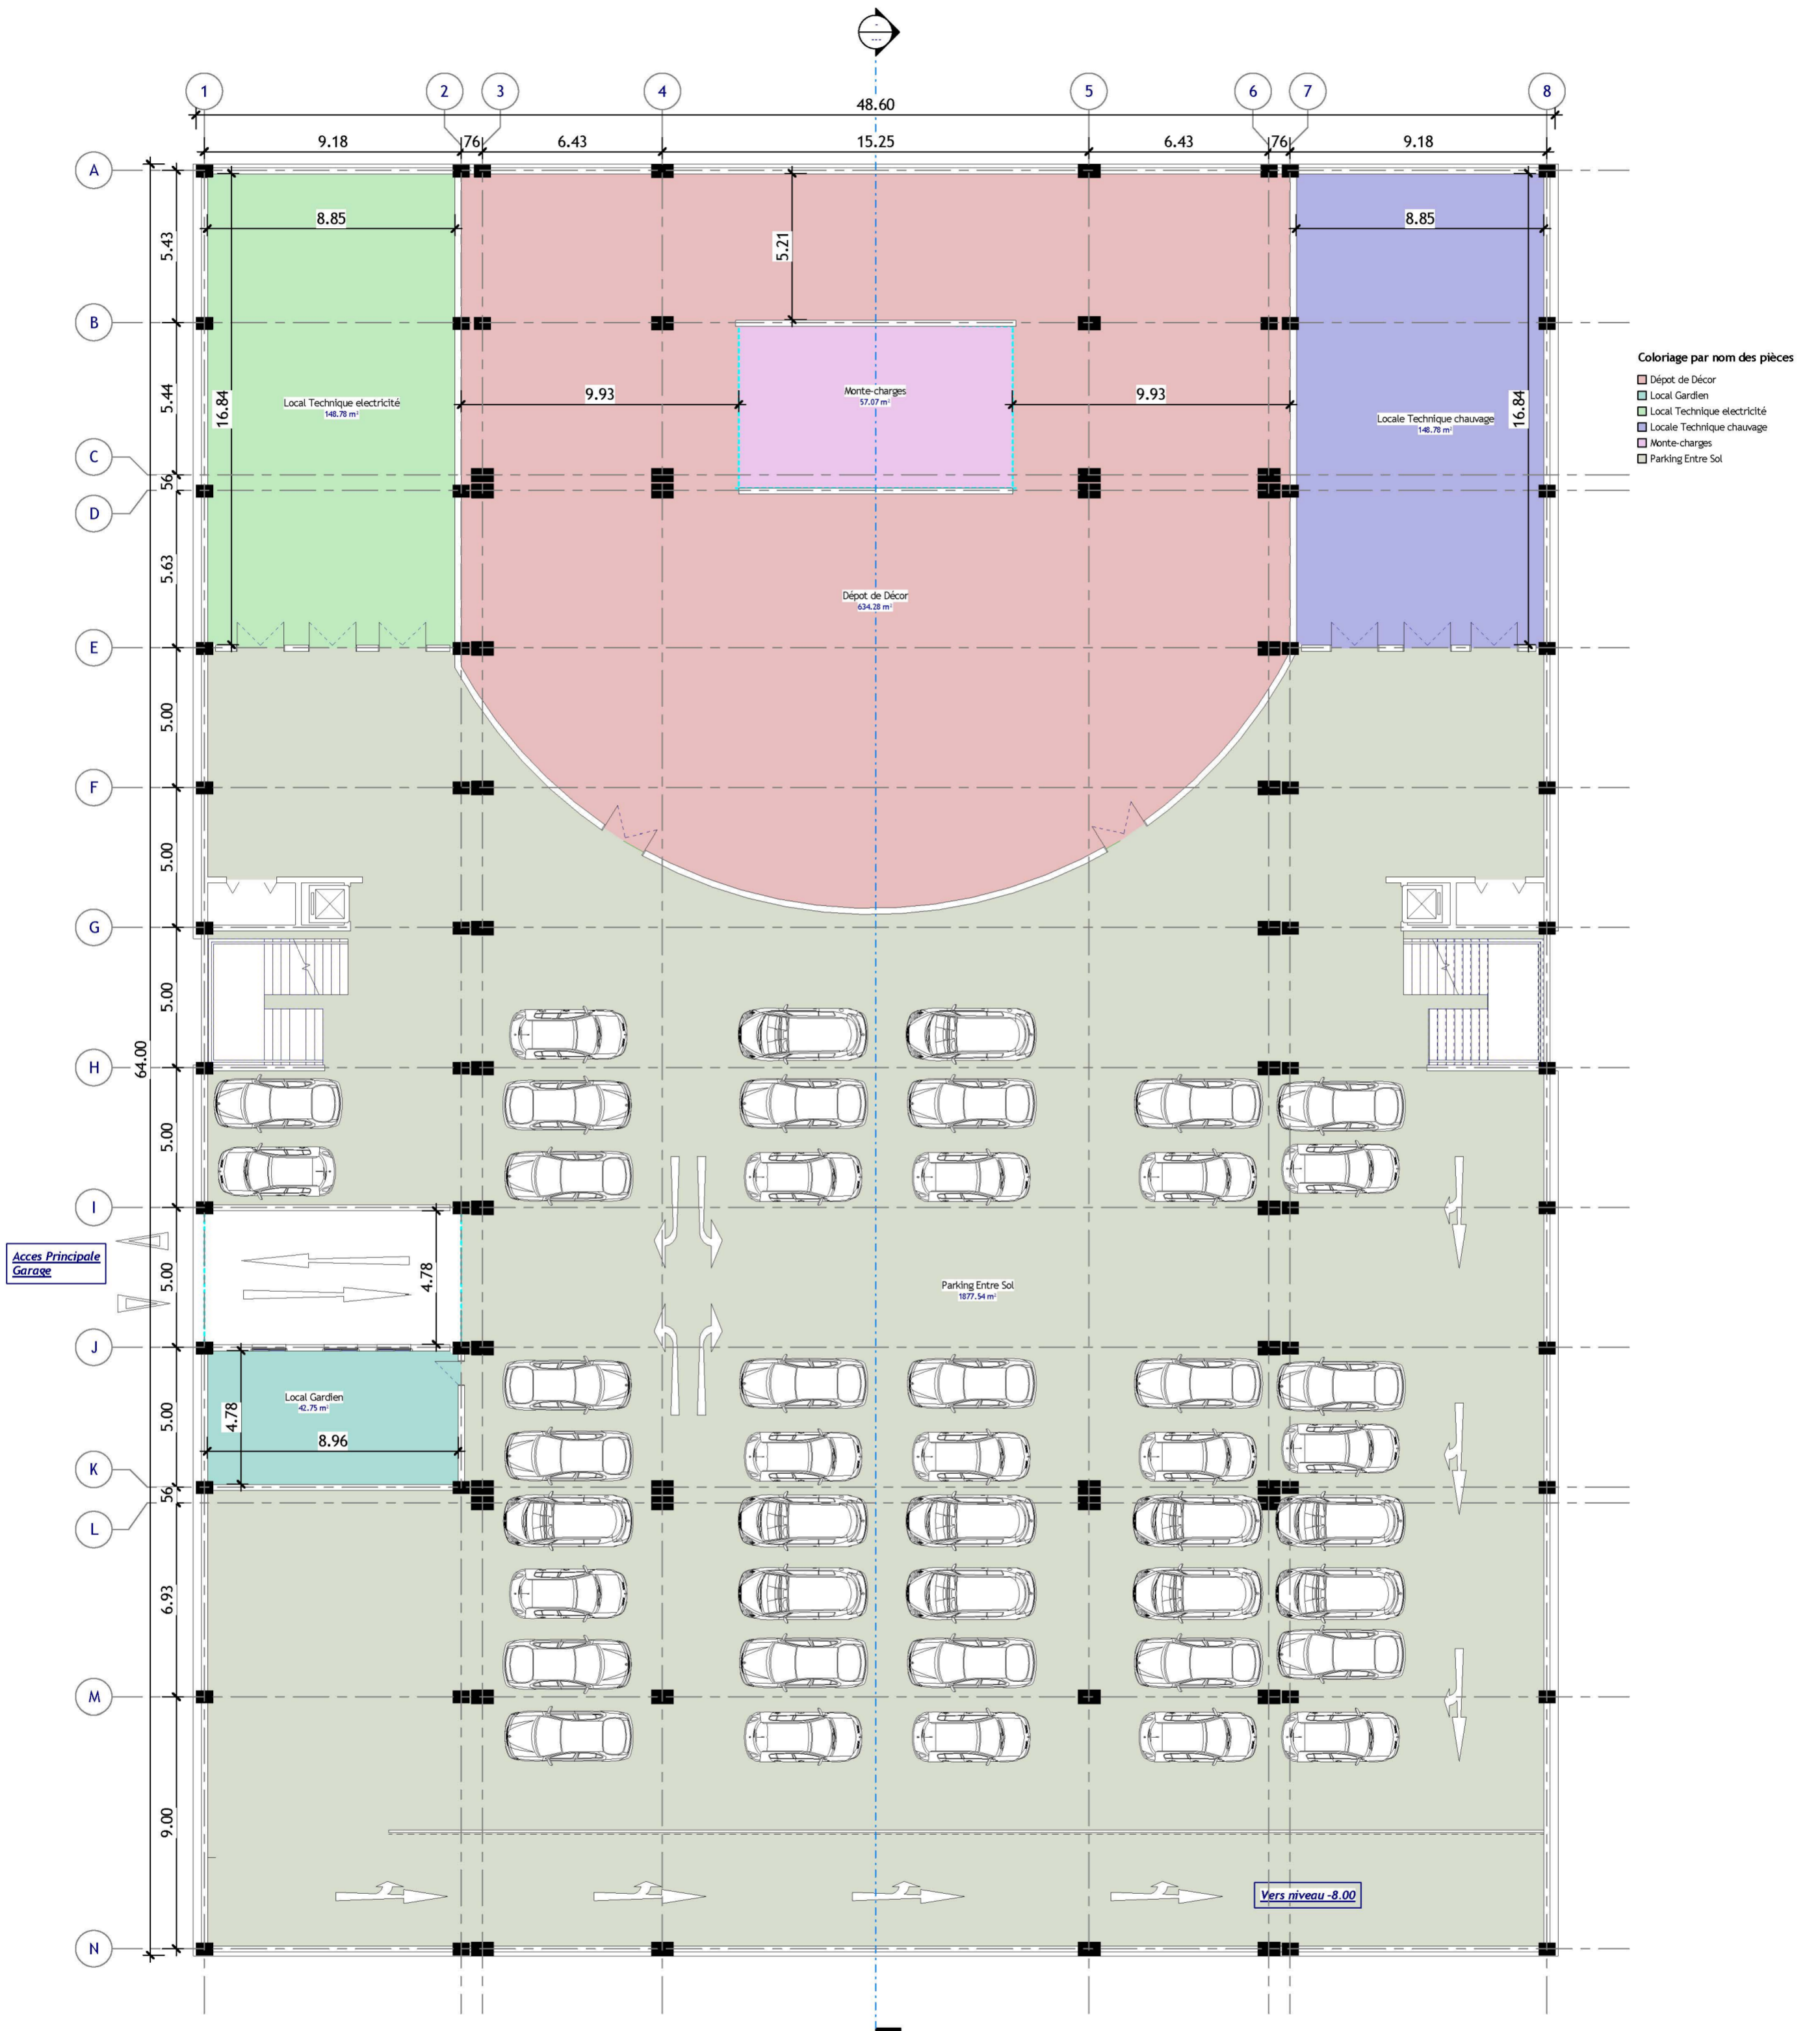 -
---
1
2
3
4
5
6
7
8
48.60
9.18
76
6.43
15.25
6.43
76
9.18
A
B
C
D
E
F
G
H
I
J
K
L
M
N
64.00
5.43
5.44
56
5.63
5.00
5.00
5.00
5.00
5.00
5.00
56
6.93
9.00
8.85
16.84
Local Technique electricité
148.78 m²
5.21
9.93
Monte-charges
57.07 m²
9.93
8.85
16.84
Locale Technique chauvage
148.78 m²
Dépot de Décor
634.28 m²
Coloriage par nom des pièces
Dépot de Décor
Local Gardien
Local Technique electricité
Locale Technique chauvage
Monte-charges
Parking Entre Sol
Acces Principale
Garage
4.78
Parking Entre Sol
1877.54 m²
Local Gardien
42.75 m²
4.78
8.96
Vers niveau -8.00